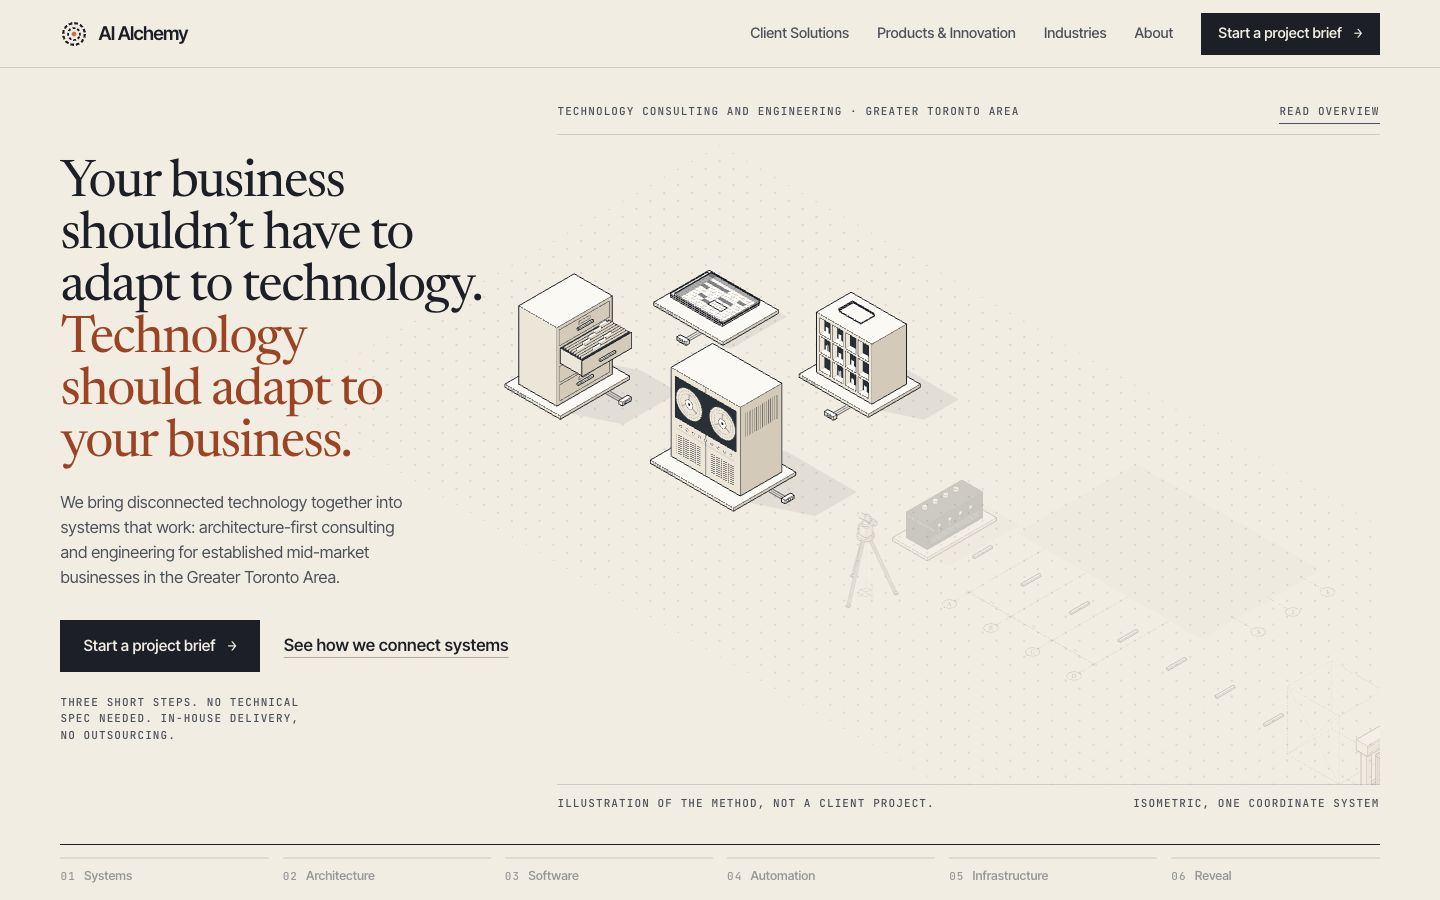 AI Alchemy
Client Solutions
Products & Innovation
Industries
About
Start a project brief →
TECHNOLOGY CONSULTING AND ENGINEERING · GREATER TORONTO AREA
READ OVERVIEW
Your business
shouldn’t have to
adapt to technology.
Technology
should adapt to
your business.
We bring disconnected technology together into
systems that work: architecture-first consulting
and engineering for established mid-market
businesses in the Greater Toronto Area.
Start a project brief →
See how we connect systems
THREE SHORT STEPS. NO TECHNICAL
SPEC NEEDED. IN-HOUSE DELIVERY,
NO OUTSOURCING.
ILLUSTRATION OF THE METHOD, NOT A CLIENT PROJECT.
ISOMETRIC, ONE COORDINATE SYSTEM
01 Systems
02 Architecture
03 Software
04 Automation
05 Infrastructure
06 Reveal